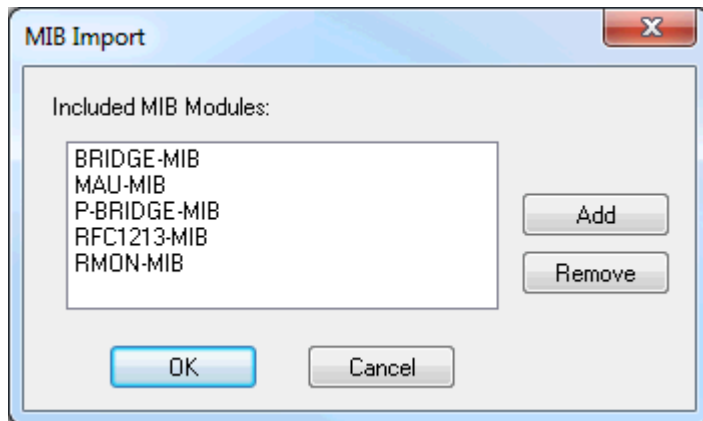 MIB Import
Included MIB Modules:
BRIDGE-MIB
MAU-MIB
P-BRIDGE-MIB
RFC1213-MIB
RMON-MIB
Add
Remove
OK
Cancel